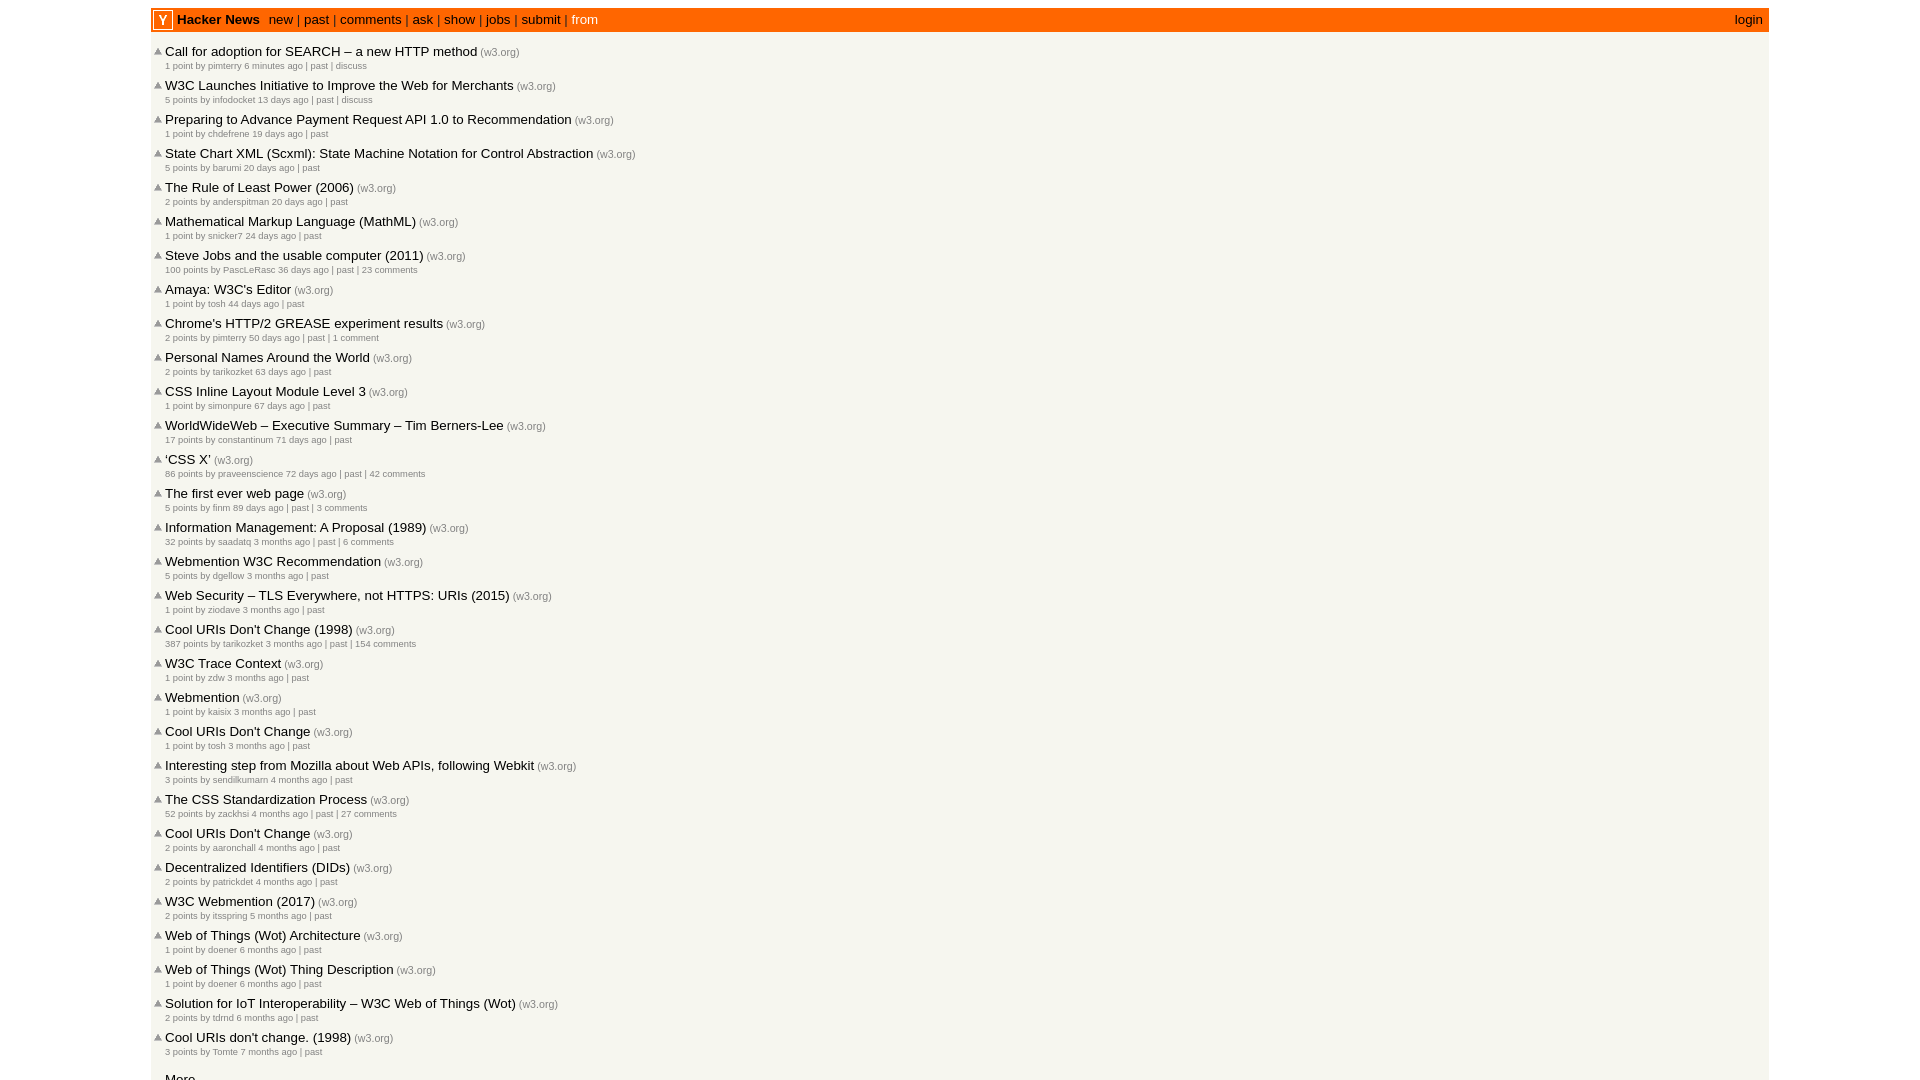 Y Hacker News new | past | comments | ask | show | jobs | submit | from login
Call for adoption for SEARCH – a new HTTP method (w3.org)
1 point by pimterry 6 minutes ago | past | discuss
W3C Launches Initiative to Improve the Web for Merchants (w3.org)
5 points by infodocket 13 days ago | past | discuss
Preparing to Advance Payment Request API 1.0 to Recommendation (w3.org)
1 point by chdefrene 19 days ago | past
State Chart XML (Scxml): State Machine Notation for Control Abstraction (w3.org)
5 points by barumi 20 days ago | past
The Rule of Least Power (2006) (w3.org)
2 points by anderspitman 20 days ago | past
Mathematical Markup Language (MathML) (w3.org)
1 point by snicker7 24 days ago | past
Steve Jobs and the usable computer (2011) (w3.org)
100 points by PascLeRasc 36 days ago | past | 23 comments
Amaya: W3C's Editor (w3.org)
1 point by tosh 44 days ago | past
Chrome's HTTP/2 GREASE experiment results (w3.org)
2 points by pimterry 50 days ago | past | 1 comment
Personal Names Around the World (w3.org)
2 points by tarikozket 63 days ago | past
CSS Inline Layout Module Level 3 (w3.org)
1 point by simonpure 67 days ago | past
WorldWideWeb – Executive Summary – Tim Berners-Lee (w3.org)
17 points by constantinum 71 days ago | past
‘CSS X’ (w3.org)
86 points by praveenscience 72 days ago | past | 42 comments
The first ever web page (w3.org)
5 points by finm 89 days ago | past | 3 comments
Information Management: A Proposal (1989) (w3.org)
32 points by saadatq 3 months ago | past | 6 comments
Webmention W3C Recommendation (w3.org)
5 points by dgellow 3 months ago | past
Web Security – TLS Everywhere, not HTTPS: URIs (2015) (w3.org)
1 point by ziodave 3 months ago | past
Cool URIs Don't Change (1998) (w3.org)
387 points by tarikozket 3 months ago | past | 154 comments
W3C Trace Context (w3.org)
1 point by zdw 3 months ago | past
Webmention (w3.org)
1 point by kaisix 3 months ago | past
Cool URIs Don't Change (w3.org)
1 point by tosh 3 months ago | past
Interesting step from Mozilla about Web APIs, following Webkit (w3.org)
3 points by sendilkumarn 4 months ago | past
The CSS Standardization Process (w3.org)
52 points by zackhsi 4 months ago | past | 27 comments
Cool URIs Don't Change (w3.org)
2 points by aaronchall 4 months ago | past
Decentralized Identifiers (DIDs) (w3.org)
2 points by patrickdet 4 months ago | past
W3C Webmention (2017) (w3.org)
2 points by itsspring 5 months ago | past
Web of Things (Wot) Architecture (w3.org)
1 point by doener 6 months ago | past
Web of Things (Wot) Thing Description (w3.org)
1 point by doener 6 months ago | past
Solution for IoT Interoperability – W3C Web of Things (Wot) (w3.org)
2 points by tdrnd 6 months ago | past
Cool URIs don't change. (1998) (w3.org)
3 points by Tomte 7 months ago | past
More